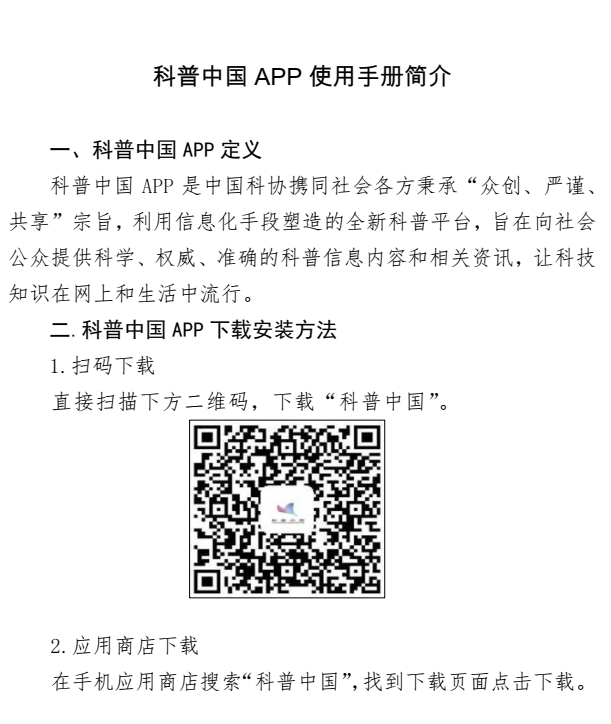 科普中国 APP 使用手册简介
一、科普中国 APP 定义
科普中国 APP 是中国科协携同社会各方秉承“众创、严谨、
共享”宗旨，利用信息化手段塑造的全新科普平台，旨在向社会
公众提供科学、权威、准确的科普信息内容和相关资讯，让科技
知识在网上和生活中流行。
二.科普中国 APP 下载安装方法
1.扫码下载
直接扫描下方二维码，下载“科普中国”。
科普中国
2.应用商店下载
在手机应用商店搜索“科普中国”，找到下载页面点击下载。